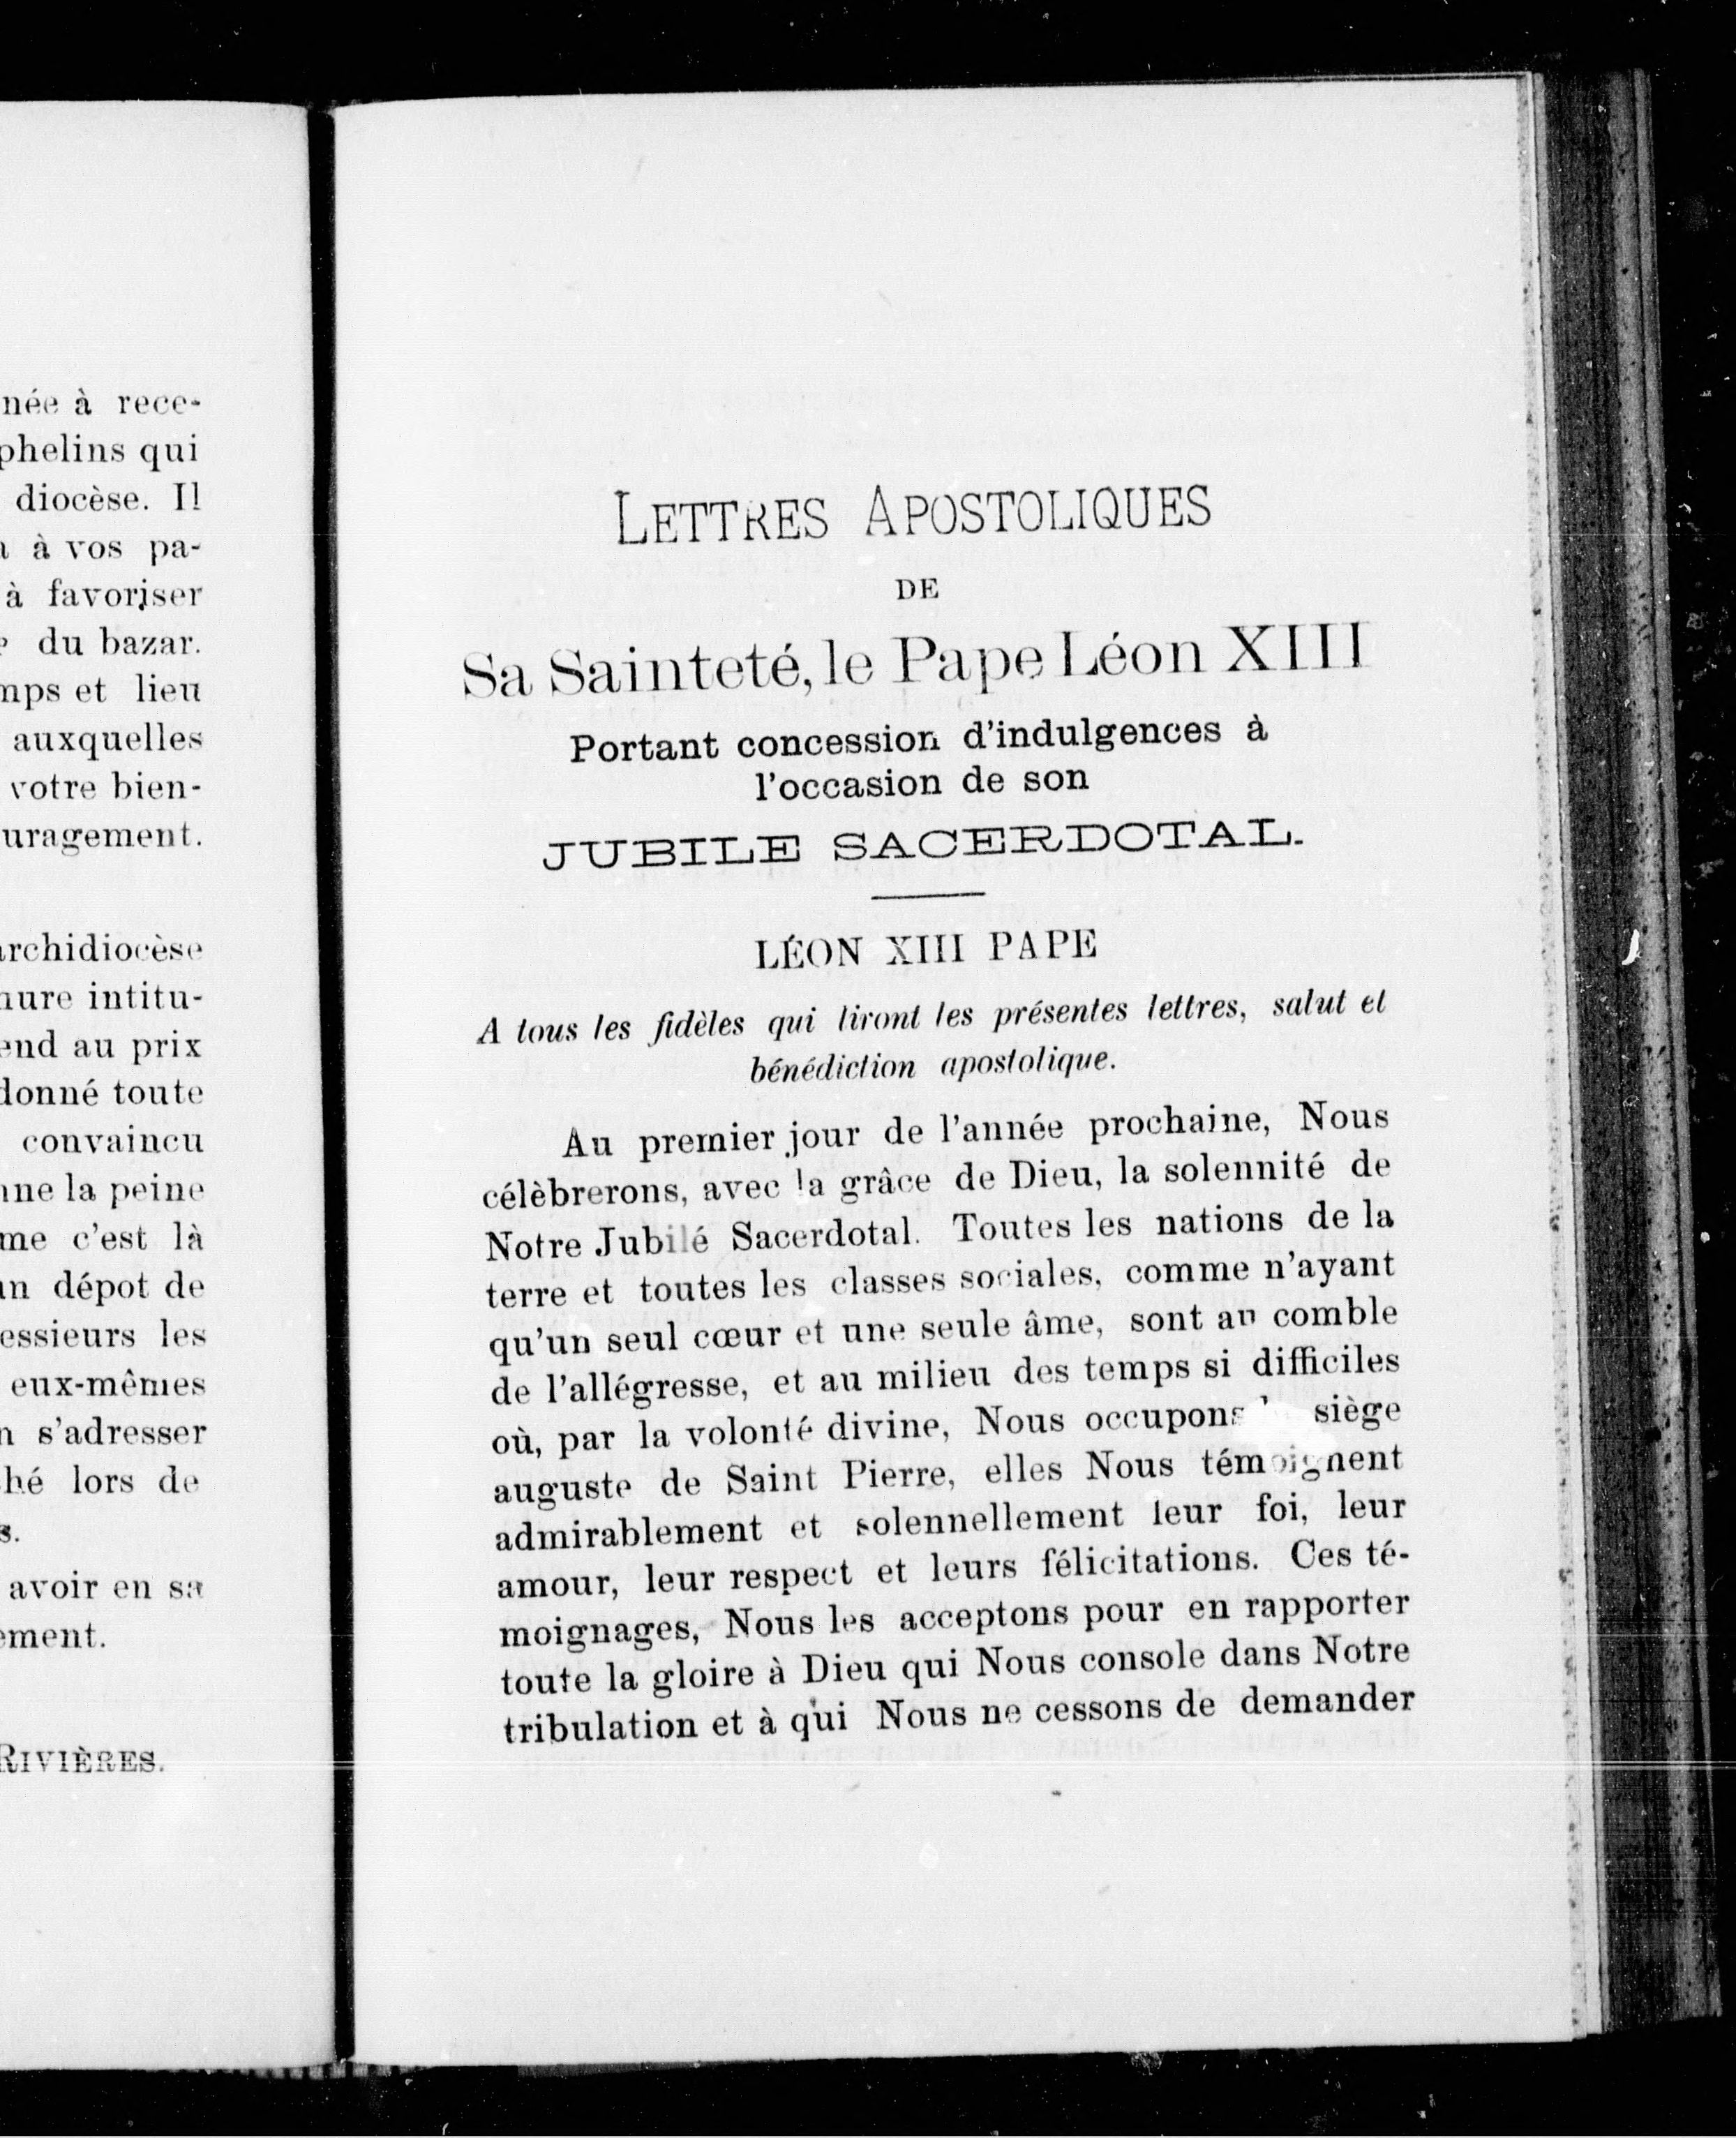 née à rece-
phelins qui
diocèse. Il
à vos pa-
à favoriser
du bazar.
mps et lieu
auxquelles
votre bien-
uragement.
archidiocèse
ure intitu-
end au prix
donné toute
convaincu
ne la peine
me c'est là
un dépot de
essieurs les
eux-mêmes
n s'adresser
hé lors de
s.
avoir en sa
ement.
RIVIÈRES.
LETTRES APOSTOLIQUES
DE
Sa Sainteté, le Pape Léon XIII
Portant concession d'indulgences à
l'occasion de son
JUBILE SACERDOTAL.
LÉON XIII PAPE
A tous les fidèles qui liront les présentes lettres, salut et
bénédiction apostolique.
Au premier jour de l'année prochaine, Nous
célèbrerons, avec la grâce de Dieu, la solennité de
Notre Jubilé Sacerdotal. Toutes les nations de la
terre et toutes les classes sociales, comme n'ayant
qu'un seul cœur et une seule âme, sont au comble
de l'allégresse, et au milieu des temps si difficiles
où, par la volonté divine, Nous occupons siège
auguste de Saint Pierre, elles Nous témoignent
admirablement et solennellement leur foi, leur
amour, leur respect et leurs félicitations. Ces té-
moignages, Nous les acceptons pour en rapporter
toute la gloire à Dieu qui Nous console dans Notre
tribulation et à qui Nous ne cessons de demander